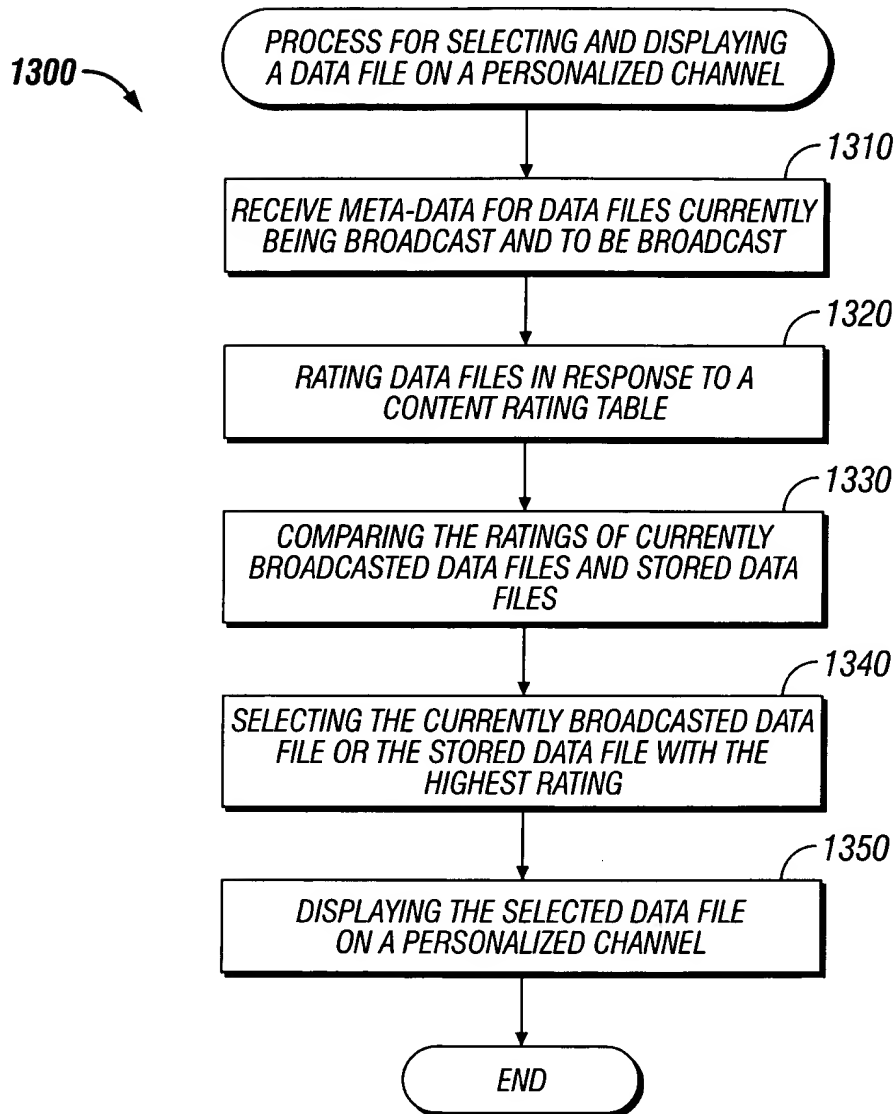 PROCESS FOR SELECTING AND DISPLAYING
A DATA FILE ON A PERSONALIZED CHANNEL
1300
1310
RECEIVE META-DATA FOR DATA FILES CURRENTLY
BEING BROADCAST AND TO BE BROADCAST
1320
RATING DATA FILES IN RESPONSE TO A
CONTENT RATING TABLE
1330
COMPARING THE RATINGS OF CURRENTLY
BROADCASTED DATA FILES AND STORED DATA
FILES
1340
SELECTING THE CURRENTLY BROADCASTED DATA
FILE OR THE STORED DATA FILE WITH THE
HIGHEST RATING
1350
DISPLAYING THE SELECTED DATA FILE
ON A PERSONALIZED CHANNEL
END